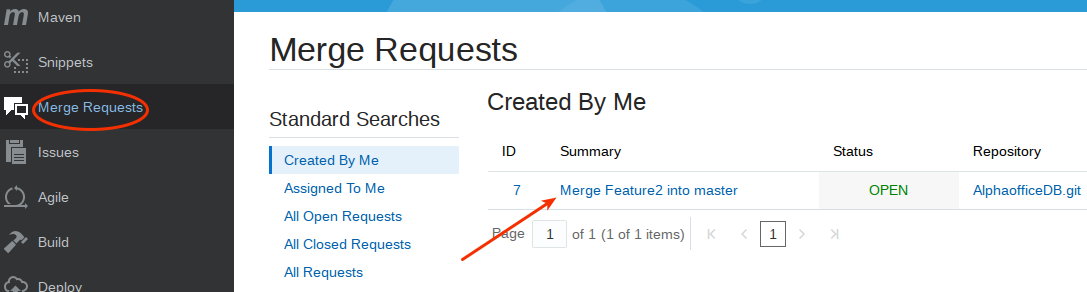 Maven
Snippets
Merge Requests
Issues
Agile
Build
Deploy
Merge Requests
Standard Searches
Created By Me
Assigned To Me
All Open Requests
All Closed Requests
All Requests
Created By Me
ID Summary Status Repository
7 Merge Feature2 into master OPEN AlphaofficeDB.git
Page 1 of 1 (1 of 1 items) 1